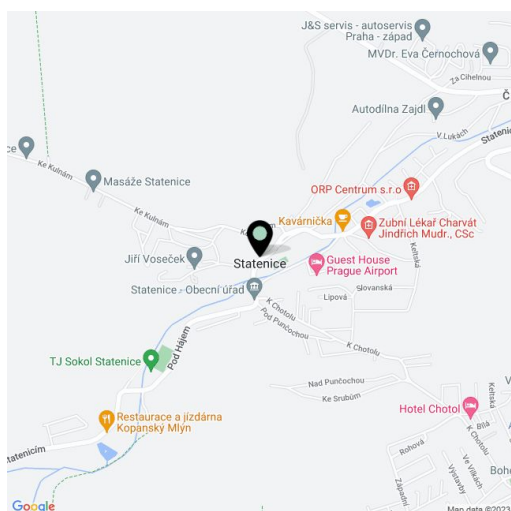 J&S servis - autoservis
Praha - západ
MVDr. Eva Černochová
Za Cihelnou
Autodílna Zajdl
V Lukách
Ke Kulnám
Masáže Statenice
ORP Centrum s.r.o
Ke Kulnám
Kavárnička
Zubní Lékař Charvát
Jindřich Mudr., CSc
Keltská
Jiří Voseček
Statenice
Guest House
Prague Airport
Slovanská
Lipová
Statenice - Obecní úřad
K Chotolu
Pod Punčochou
Pod Hájem
K Chotolu
TJ Sokol Statenice
Nad Punčochou
Ke Srubům
Keltská
Hotel Chotol
Bílá
K Chotolu
Restaurace a jízdárna
Kopanský Mlýn
Rohová
Ve Vilkách
Výstavby
Západní
Google
Map data ©2023